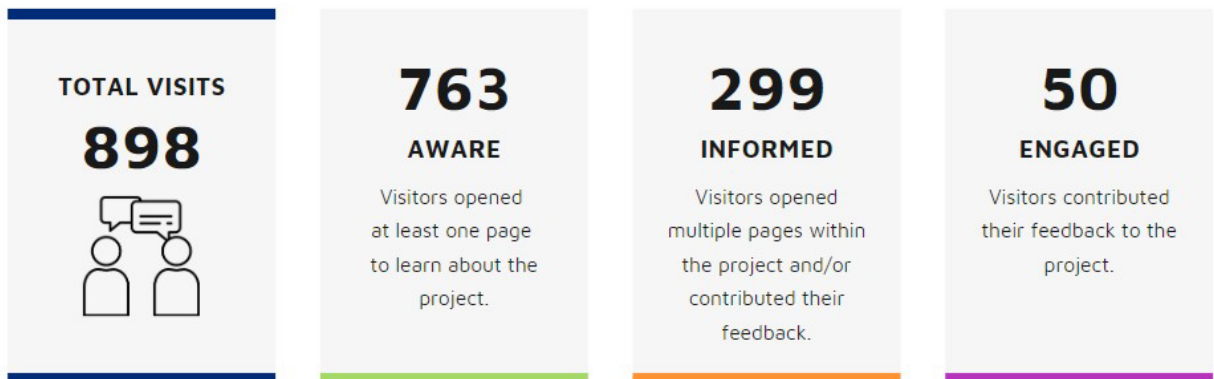 TOTAL VISITS
898
763
AWARE
Visitors opened
at least one page
to learn about the
project.
299
INFORMED
Visitors opened
multiple pages within
the project and/or
contributed their
feedback.
50
ENGAGED
Visitors contributed
their feedback to the
project.